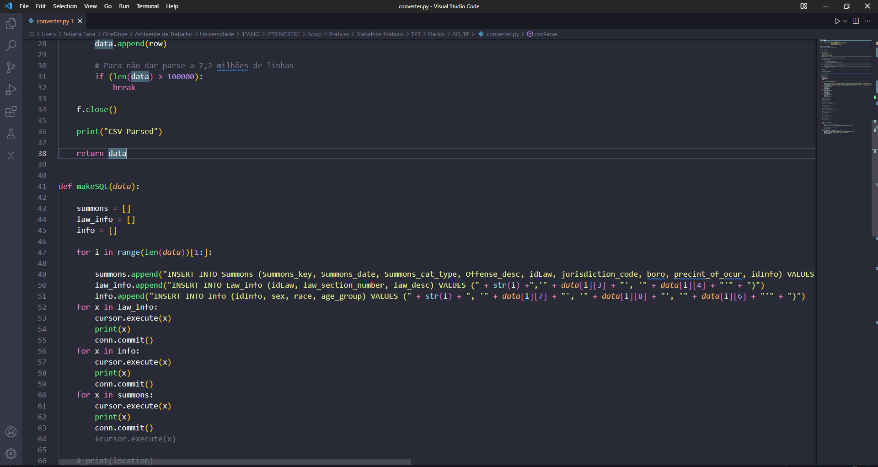 File Edit Selection View Go Run Terminal Help
converter.py - Visual Studio Code
converter.py 1
C: > Users > Tatiana Faria > OneDrive > Ambiente de Trabalho > Universidade > 3ºANO > 2ºSEMESTRE > > Práticas > Trabalhos Práticos > TP1 > Dados > AO_TP > converter.py > csvParse
28 data.append(row)
29
30 # Para não dar parse a 7,2 milhões de linhas
31 if (len(data) > 100000):
32 break
33
34 f.close()
35
36 print("CSV Parsed")
37
38 return data
39
40
41 def makeSQL(data):
42
43 summons = []
44 law_info = []
45 info = []
46
47 for i in range(len(data))[1:]:
48
49 summons.append("INSERT INTO Summons (Summons_key, Summons_date, Summons_cat_type, Offense_desc, idLaw, jurisdiction_code, boro, precint_of_ocur, idInfo) VALUES
50 law_info.append("INSERT INTO Law_info (idLaw, law_section_number, law_desc) VALUES (" + str(i) +",'" + data[i][3] + "', '" + data[i][4] + "'" + ")")
51 info.append("INSERT INTO Info (idInfo, sex, race, age_group) VALUES (" + str(i) + ", '" + data[i][7] + "', '" + data[i][8] + "', '" + data[i][6] + "'" + ")")
52 for x in law_info:
53 cursor.execute(x)
54 print(x)
55 conn.commit()
56 for x in info:
57 cursor.execute(x)
58 print(x)
59 conn.commit()
60 for x in summons:
61 cursor.execute(x)
62 print(x)
63 conn.commit()
64 #cursor.execute(x)
65
66 # print(location)